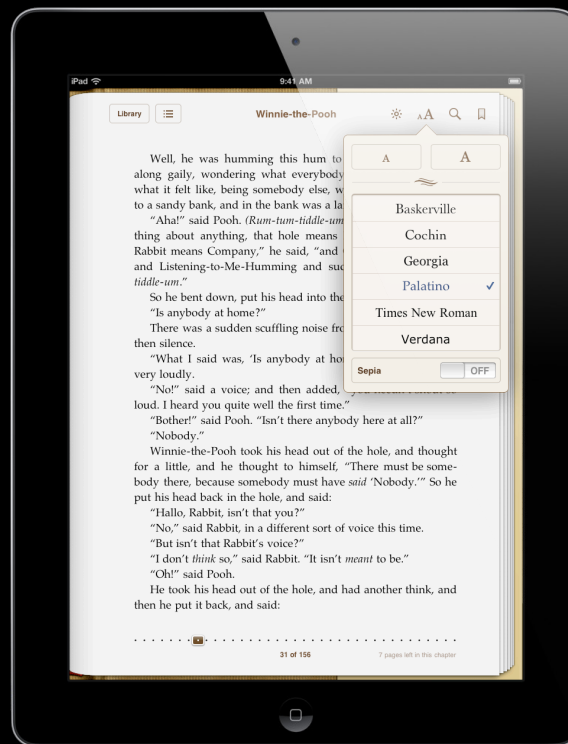 iPad
9:41 AM
Library
Winnie-the-Pooh
AA
Well, he was humming this hum to
along gaily, wondering what everybody
what it felt like, being somebody else,
to a sandy bank, and in the bank was a
“Aha!” said Pooh. (Rum-tum-tiddle-um
thing about anything, that hole means
Rabbit means Company,” he said, “and
and Listening-to-Me-Humming and
tiddle-um.”
So he bent down, put his head into the
“Is anybody at home?”
There was a sudden scuffling noise
then silence.
“What I said was, ‘Is anybody at
very loudly.
“No!” said a voice; and then added,
loud. I heard you quite well the first time.”
“Bother!” said Pooh. “Isn’t there anybody here at all?”
“Nobody.”
Winnie-the-Pooh took his head out of the hole, and thought
for a little, and he thought to himself, “There must be some-
body there, because somebody must have said ‘Nobody.’” So he
put his head back in the hole, and said:
“Hallo, Rabbit, isn’t that you?”
“No,” said Rabbit, in a different sort of voice this time.
“But isn’t that Rabbit’s voice?”
“I don’t think so,” said Rabbit. “It isn’t meant to be.”
“Oh!” said Pooh.
He took his head out of the hole, and had another think, and
then he put it back, and said:
31 of 156
7 pages left in this chapter
A A
Baskerville
Cochin
Georgia
Palatino
Times New Roman
Verdana
Sepia OFF